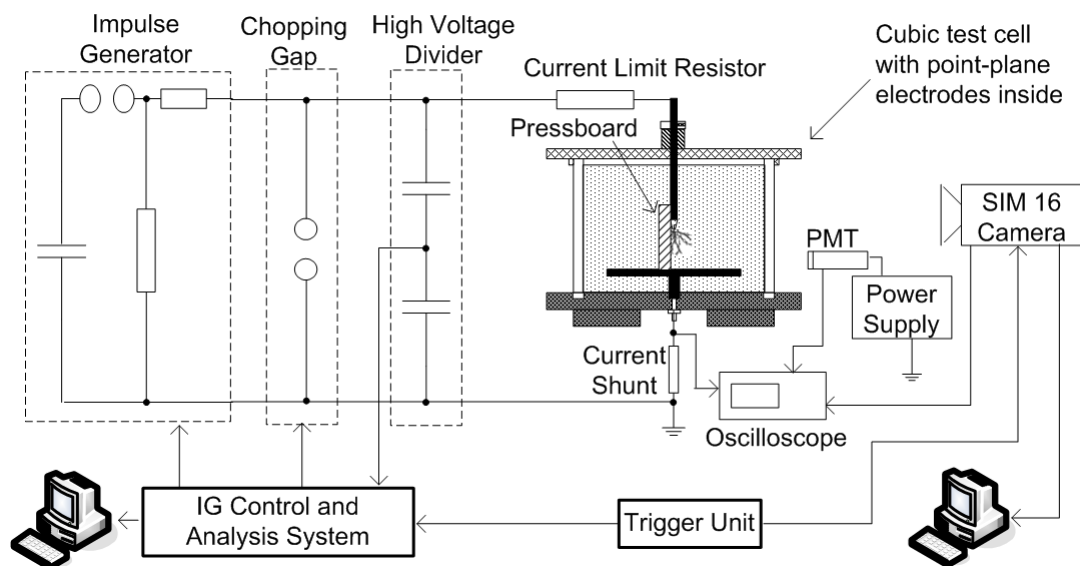 Impulse
Generator
Chopping
Gap
High Voltage
Divider
Current Limit Resistor
Pressboard
Cubic test cell
with point-plane
electrodes inside
SIM 16
Camera
PMT
Power
Supply
Current
Shunt
Oscilloscope
IG Control and
Analysis System
Trigger Unit